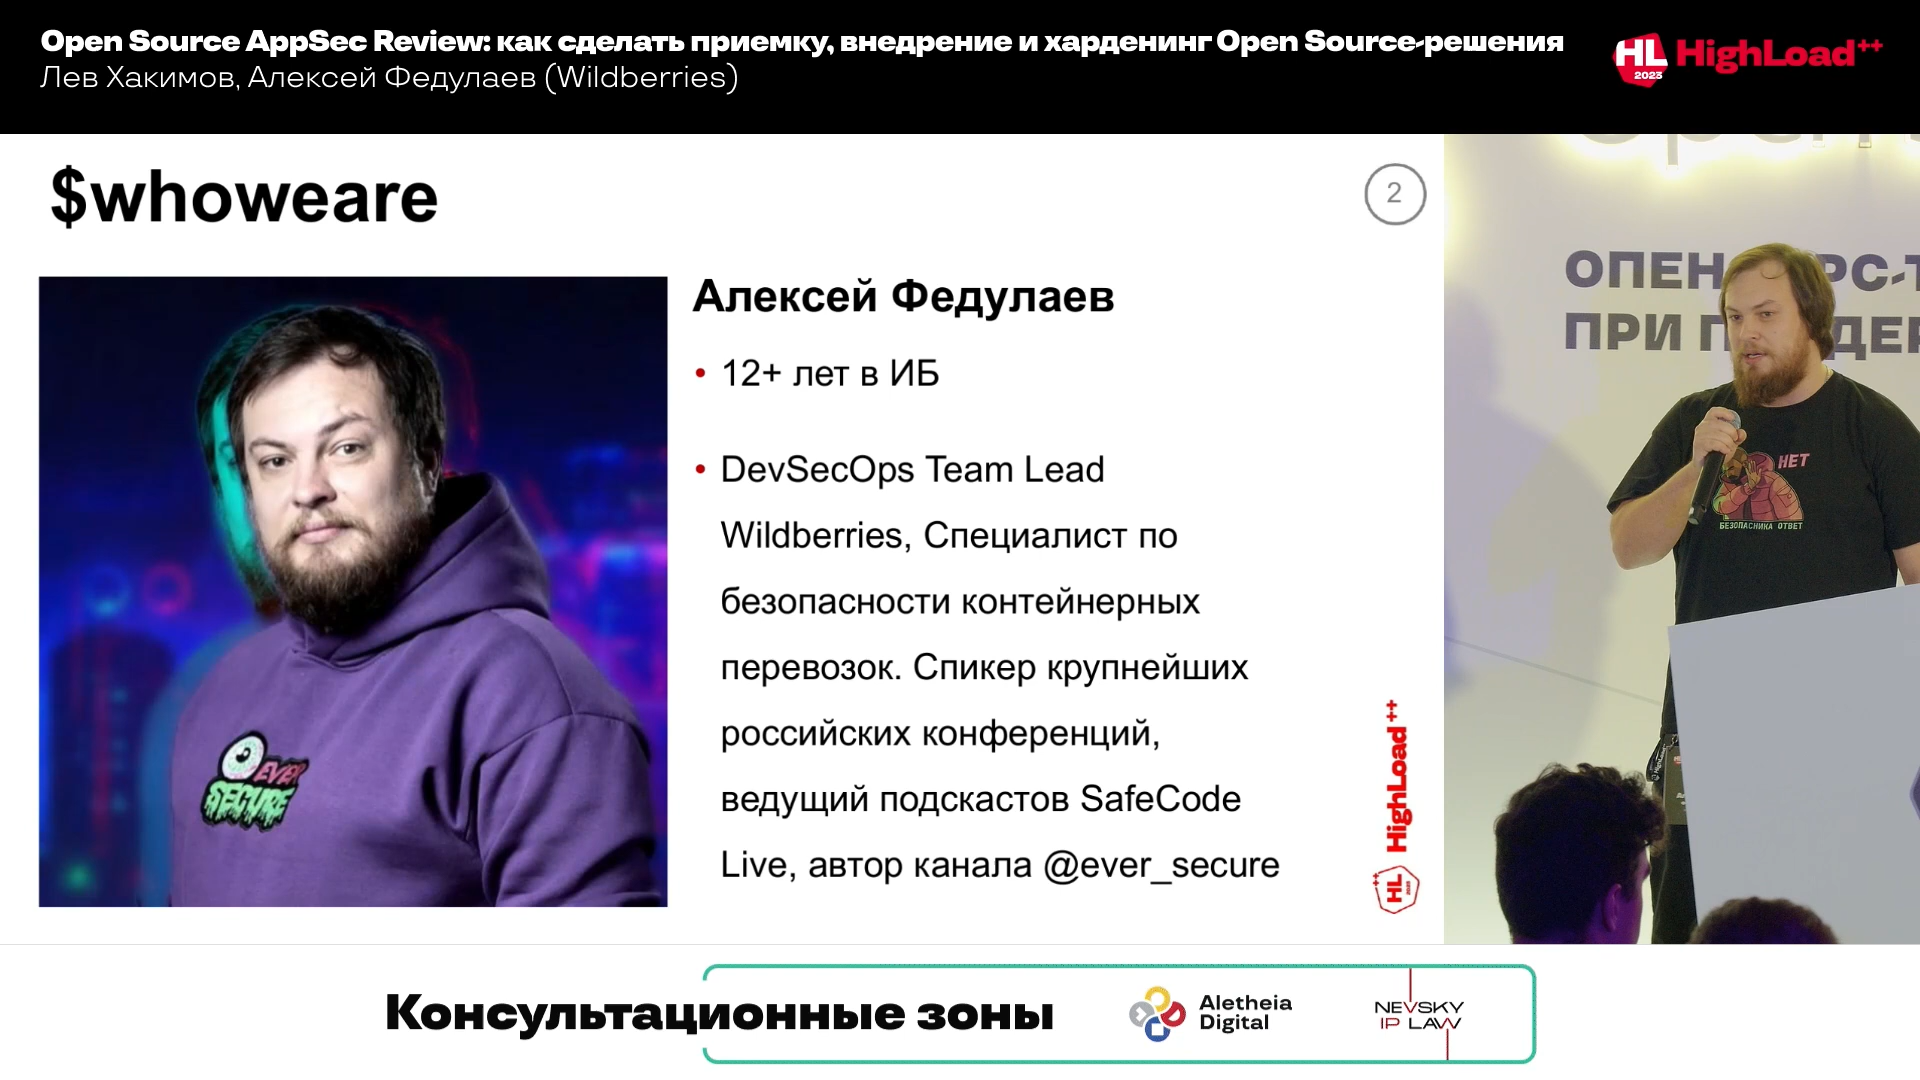 Open Source AppSec Review: как сделать приемку, внедрение и харденинг Open Source-решения
Лев Хакимов, Алексей Федулаев (Wildberries)
HL
2023
HighLoad++
$whoweare
2
Алексей Федулаев
• 12+ лет в ИБ
• DevSecOps Team Lead
Wildberries, Специалист по
безопасности контейнерных
перевозок. Спикер крупнейших
российских конференций,
ведущий подскастов SafeCode
Live, автор канала @ever_secure
EVER
SECURE
HighLoad++
HL
НЕТ
БЕЗОПАСНИКА ОТВЕТ
Консультационные зоны
Aletheia
Digital
NEVSKY
IP LAW